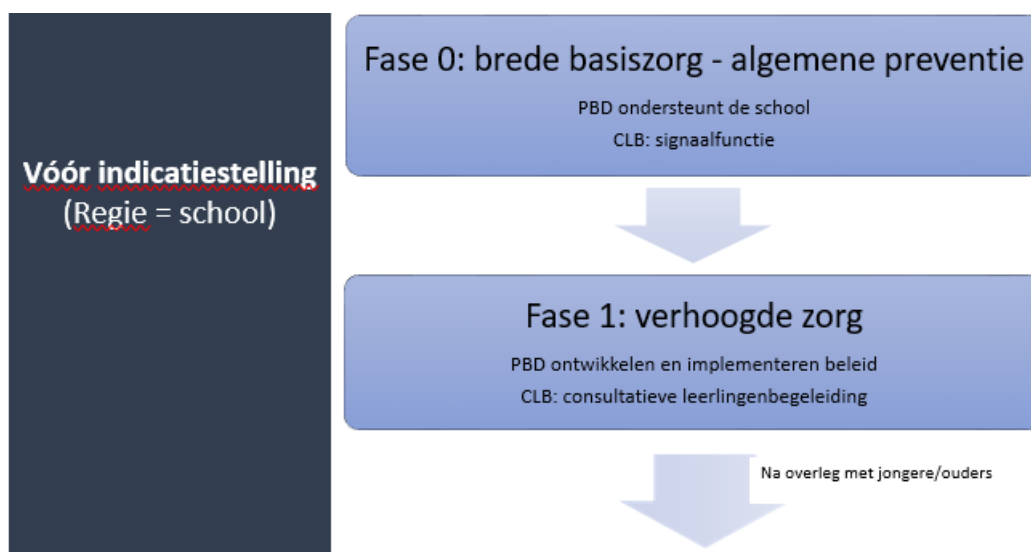 Vóór indicatiestelling
(Regie = school)
Fase 0: brede basiszorg - algemene preventie
PBD ondersteunt de school
CLB: signaalfunctie
Fase 1: verhoogde zorg
PBD ontwikkelen en implementeren beleid
CLB: consultatieve leerlingenbegeleiding
Na overleg met jongere/ouders